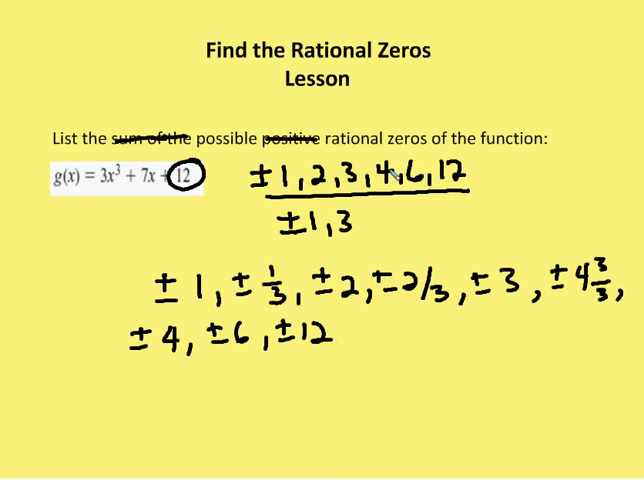 Find the Rational Zeros
Lesson
List the sum of the possible positive rational zeros of the function:
g(x) = 3x³ + 7x + 12
± 1, 2, 3, 4, 6, 12
± 1, 3
± 1, ± 1/3, ± 2, ± 2/3, ± 3, ± 4 3/3,
± 4, ± 6, ± 12